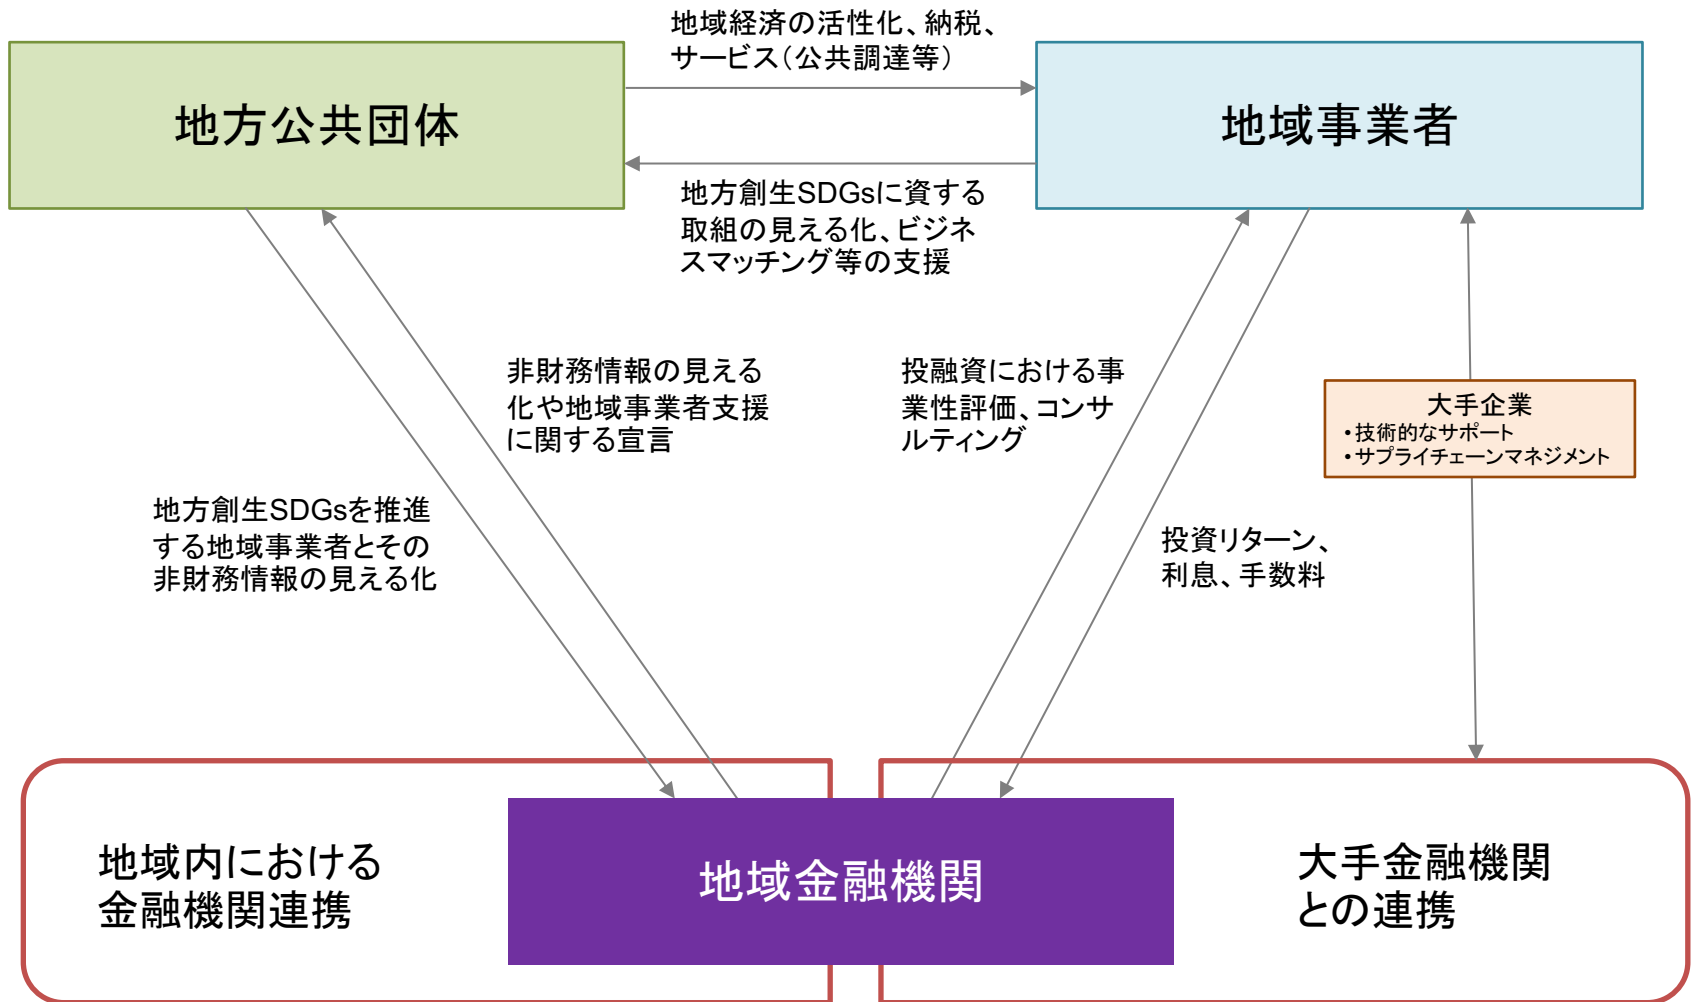 地域経済の活性化、納税、
サービス（公共調達等）
地方公共団体
地域事業者
地方創生SDGsに資する
取組の見える化、ビジネ
スマッチング等の支援
非財務情報の見える
化や地域事業者支援
に関する宣言
投融資における事
業性評価、コンサ
ルティング
大手企業
・技術的なサポート
・サプライチェーンマネジメント
地方創生SDGsを推進
する地域事業者とその
非財務情報の見える化
投資リターン、
利息、手数料
地域内における
金融機関連携
地域金融機関
大手金融機関
との連携